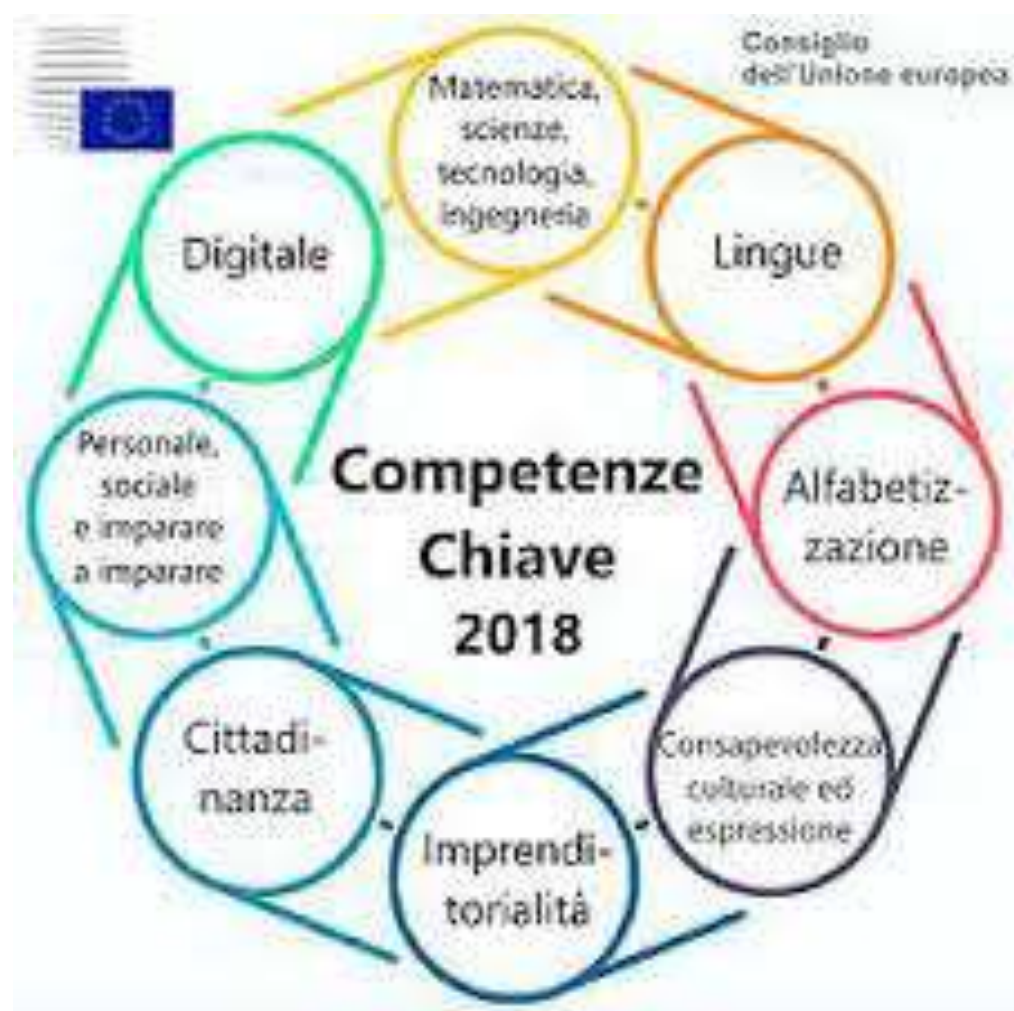 Consiglio
dell'Unione europea
Matematica,
scienze,
tecnologia,
ingegneria
Digitale
Lingue
Personale,
sociale
e imparare
a imparare
Competenze
Chiave
2018
Alfabetiz-
zazione
Cittadi-
nanza
Imprendi-
torialità
Consapevolezza
culturale ed
espressione